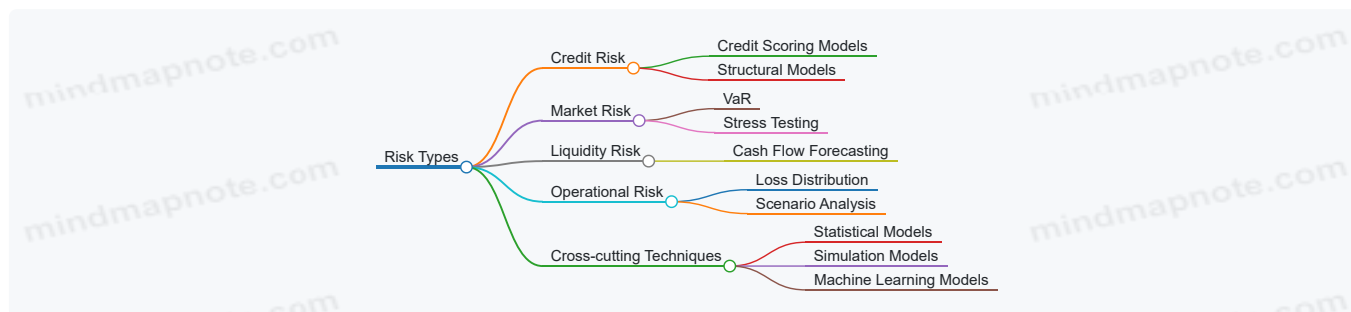 mindmapnote.com
mindmapnote.com
Credit Scoring Models
Credit Risk
Structural Models
VaR
Market Risk
Stress Testing
Risk Types
Liquidity Risk
Cash Flow Forecasting
mindmapnote.com
mindmapnote.com
Loss Distribution
Operational Risk
Scenario Analysis
Statistical Models
Cross-cutting Techniques
Simulation Models
Machine Learning Models
e.com
e.com